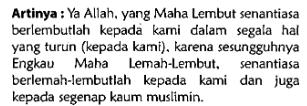 Artinya : Ya Allah, yang Maha Lembut senantiasa
berlembutlah kepada kami dalam segala hal
yang turun (kepada kami), karena sesungguhnya
Engkau Maha Lemah-Lembut, senantiasa
berlemah-lembutlah kepada kami dan juga
kepada segenap kaum muslimin.